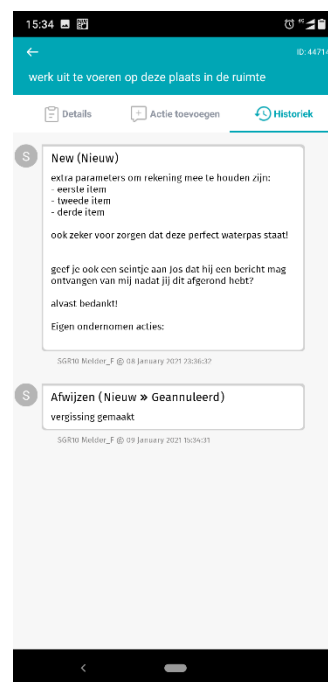 15:34
ID: 44714
werk uit te voeren op deze plaats in de ruimte
Details
Actie toevoegen
Historiek
S
New (Nieuw)
extra parameters om rekening mee te houden zijn:
- eerste item
- tweede item
- derde item
ook zeker voor zorgen dat deze perfect waterpas staat!
geef je ook een seintje aan Jos dat hij een bericht mag
ontvangen van mij nadat jij dit afgerond hebt?
alvast bedankt!
Eigen ondernomen acties:
SGR10 Melder_F @ 08 January 2021 23:36:32
S
Afwijzen (Nieuw » Geannuleerd)
vergissing gemaakt
SGR10 Melder_F @ 09 January 2021 15:34:31